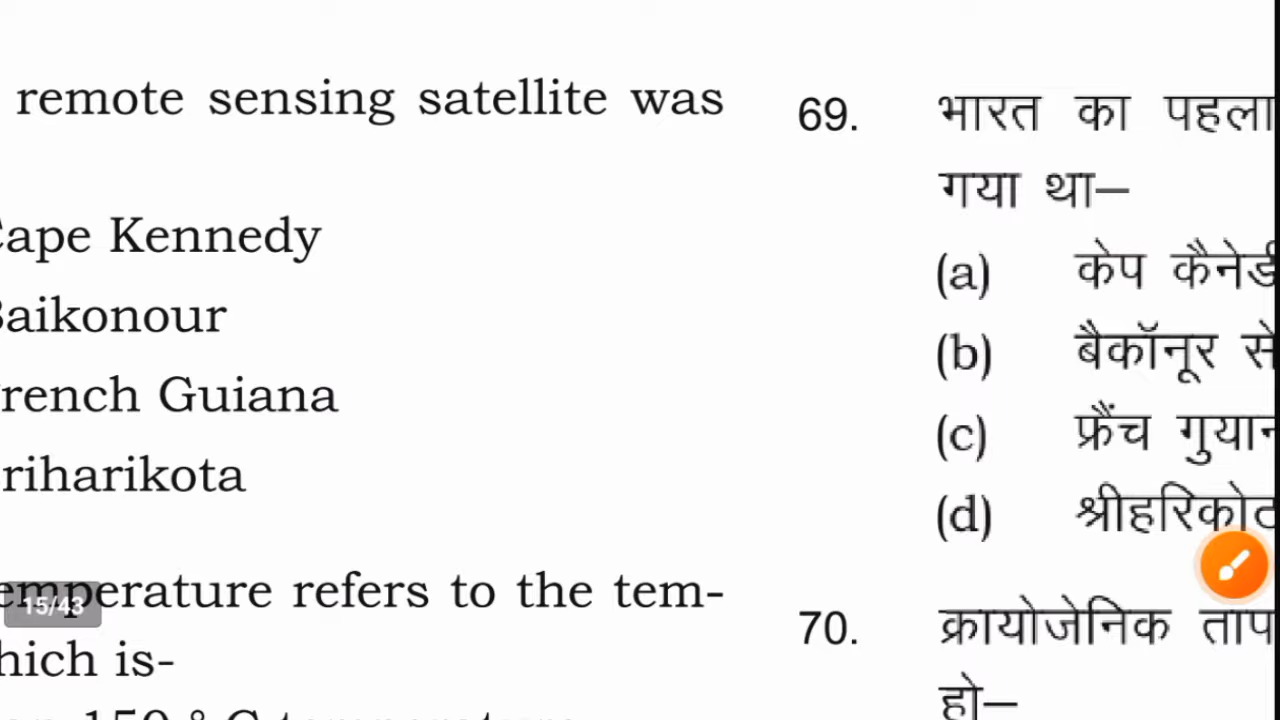 remote sensing satellite was
Cape Kennedy
Baikonour
French Guiana
riharikota
emperature refers to the tem-
hich is-
69. भारत का पहला
गया था–
(a) केप कैनेडी
(b) बैकॉनूर से
(c) फ्रैंच गुयान
(d) श्रीहरिकोट
70. क्रायोजेनिक ताप
हो–
15/43